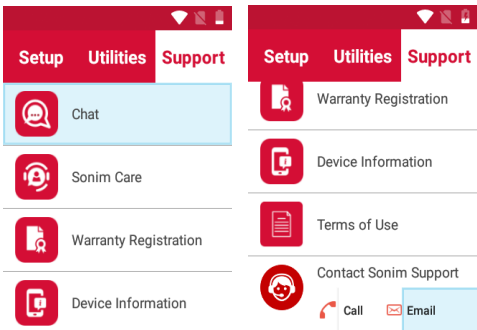 Setup Utilities Support
Chat
Sonim Care
Warranty Registration
Device Information
Setup Utilities Support
Warranty Registration
Device Information
Terms of Use
Contact Sonim Support
Call Email